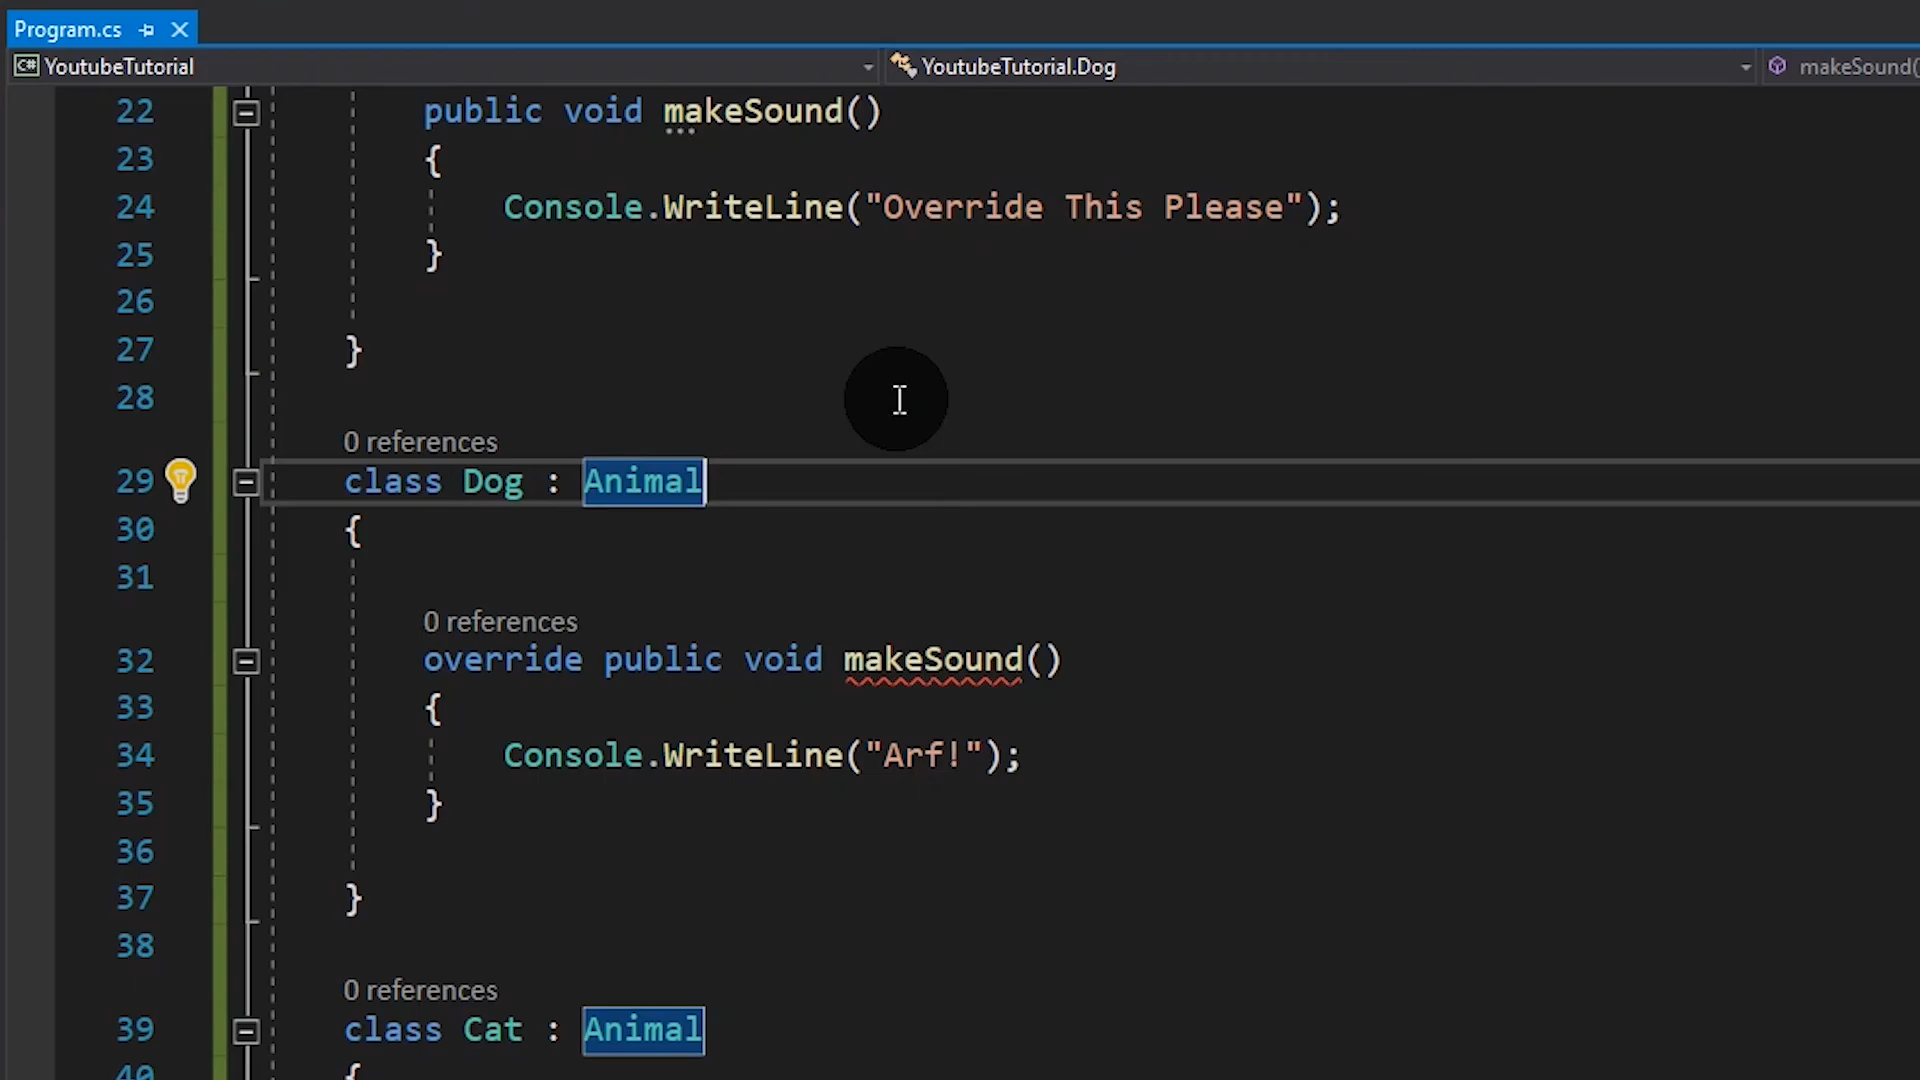 Program.cs
YoutubeTutorial YoutubeTutorial.Dog makeSound(
22 public void makeSound()
23 {
24 Console.WriteLine("Override This Please");
25 }
26
27 }
28
0 references
29 class Dog : Animal
30 {
31
0 references
32 override public void makeSound()
33 {
34 Console.WriteLine("Arf!");
35 }
36
37 }
38
0 references
39 class Cat : Animal
40 {